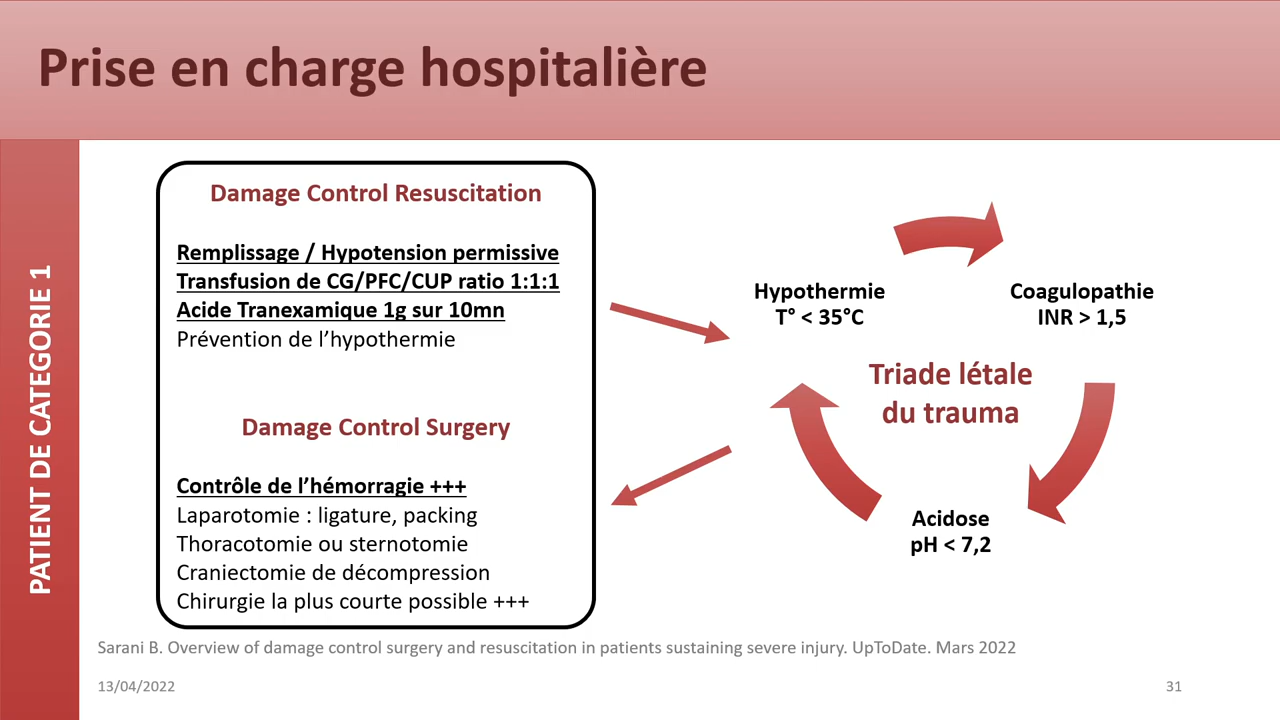 Prise en charge hospitalière
PATIENT DE CATEGORIE 1
Damage Control Resuscitation
Remplissage / Hypotension permissive
Transfusion de CG/PFC/CUP ratio 1:1:1
Acide Tranexamique 1g sur 10mn
Prévention de l’hypothermie
Damage Control Surgery
Contrôle de l’hémorragie +++
Laparotomie : ligature, packing
Thoracotomie ou sternotomie
Craniectomie de décompression
Chirurgie la plus courte possible +++
Hypothermie
T° < 35°C
Coagulopathie
INR > 1,5
Triade létale
du trauma
Acidose
pH < 7,2
Sarani B. Overview of damage control surgery and resuscitation in patients sustaining severe injury. UpToDate. Mars 2022
13/04/2022
31